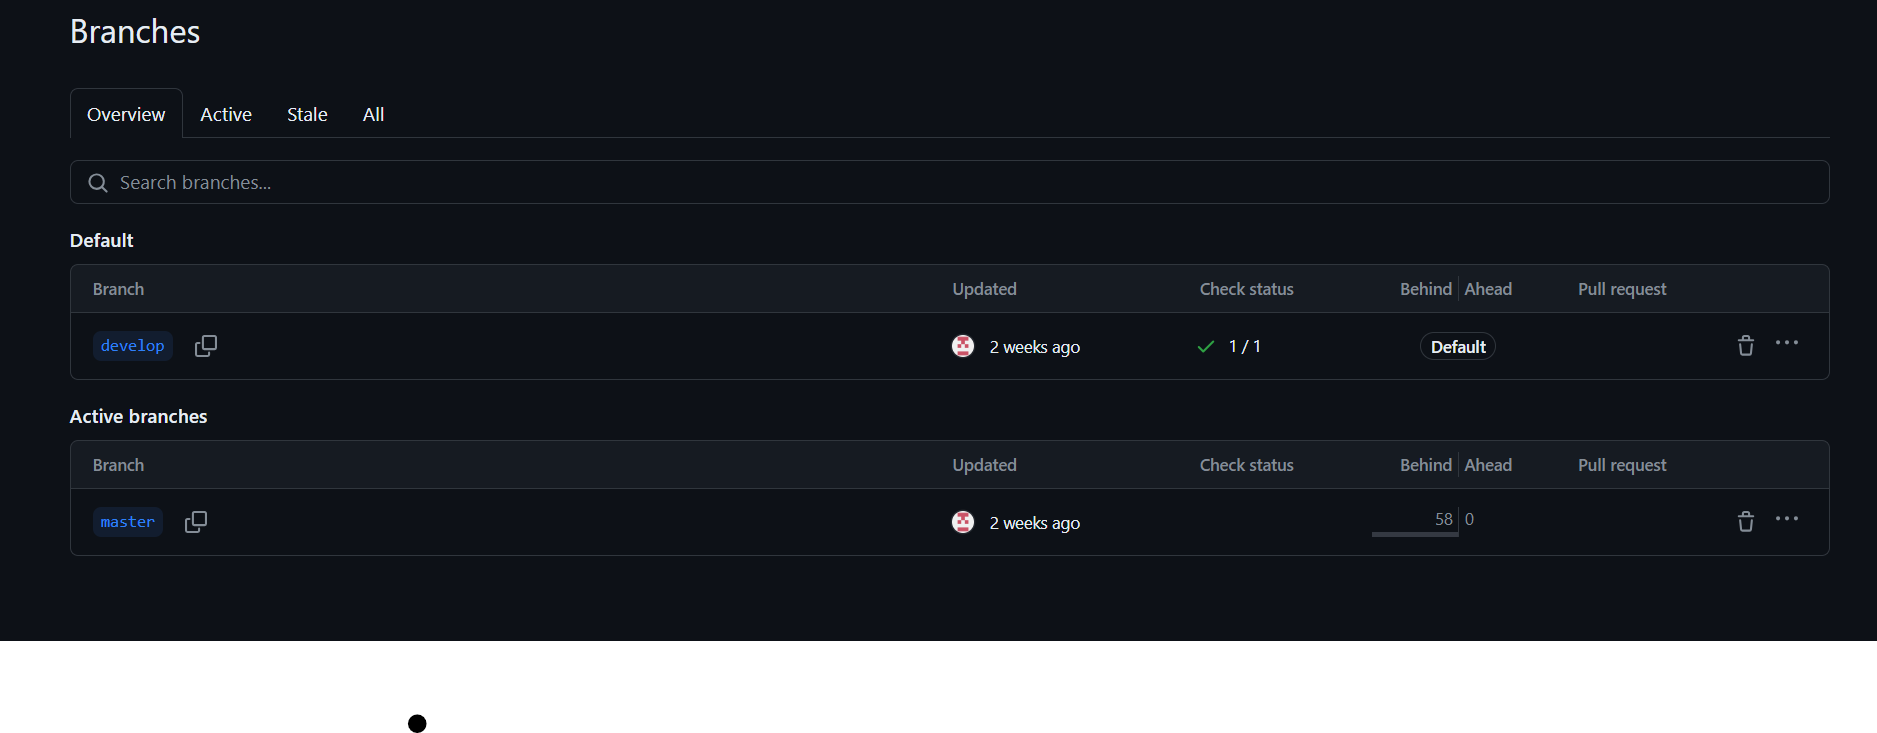 Branches
Overview Active Stale All
Search branches...
Default
Branch Updated Check status Behind Ahead Pull request
develop 2 weeks ago 1 / 1 Default
Active branches
Branch Updated Check status Behind Ahead Pull request
master 2 weeks ago 58 0